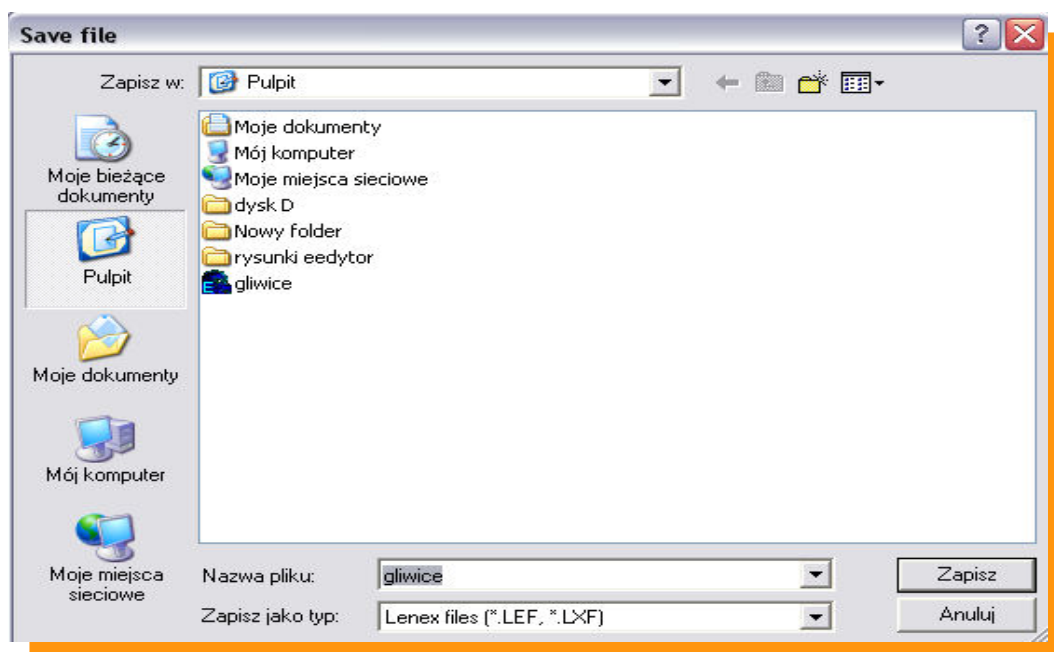 Save file
Zapisz w:
Pulpit
Moje bieżące
dokumenty
Pulpit
Moje dokumenty
Mój komputer
Moje miejsca
sieciowe
Moje dokumenty
Mój komputer
Moje miejsca sieciowe
dysk D
Nowy folder
rysunki eedytor
gliwice
Nazwa pliku:
gliwice
Zapisz
Zapisz jako typ:
Lenex files (*.LEF, *.LXF)
Anuluj